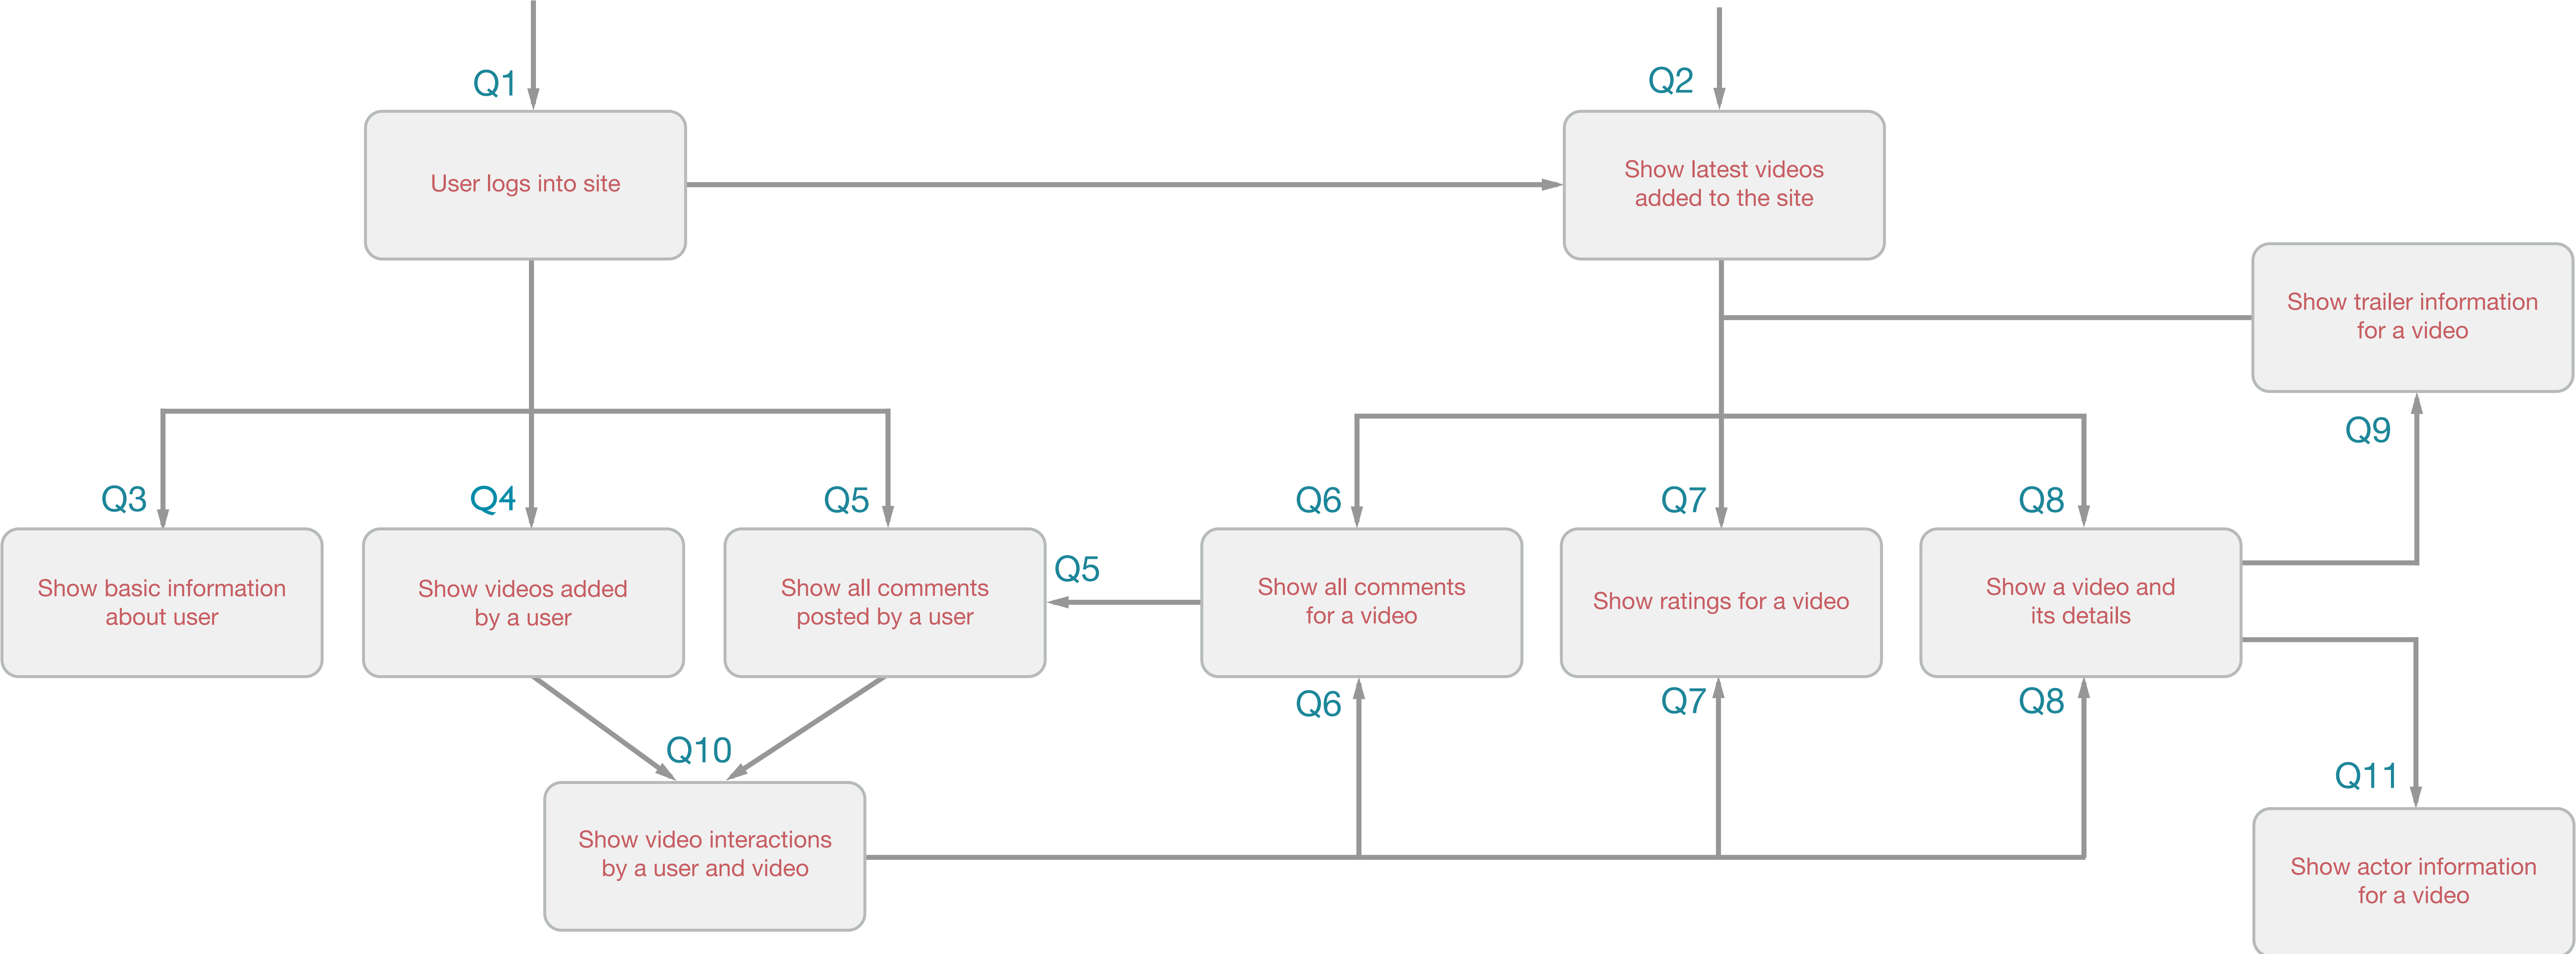 Q1
Q2
User logs into site
Show latest videos
added to the site
Show trailer information
for a video
Q9
Q3
Q4
Q5
Q6
Q7
Q8
Show basic information
about user
Show videos added
by a user
Show all comments
posted by a user
Q5
Show all comments
for a video
Show ratings for a video
Show a video and
its details
Q6
Q7
Q8
Q10
Q11
Show video interactions
by a user and video
Show actor information
for a video